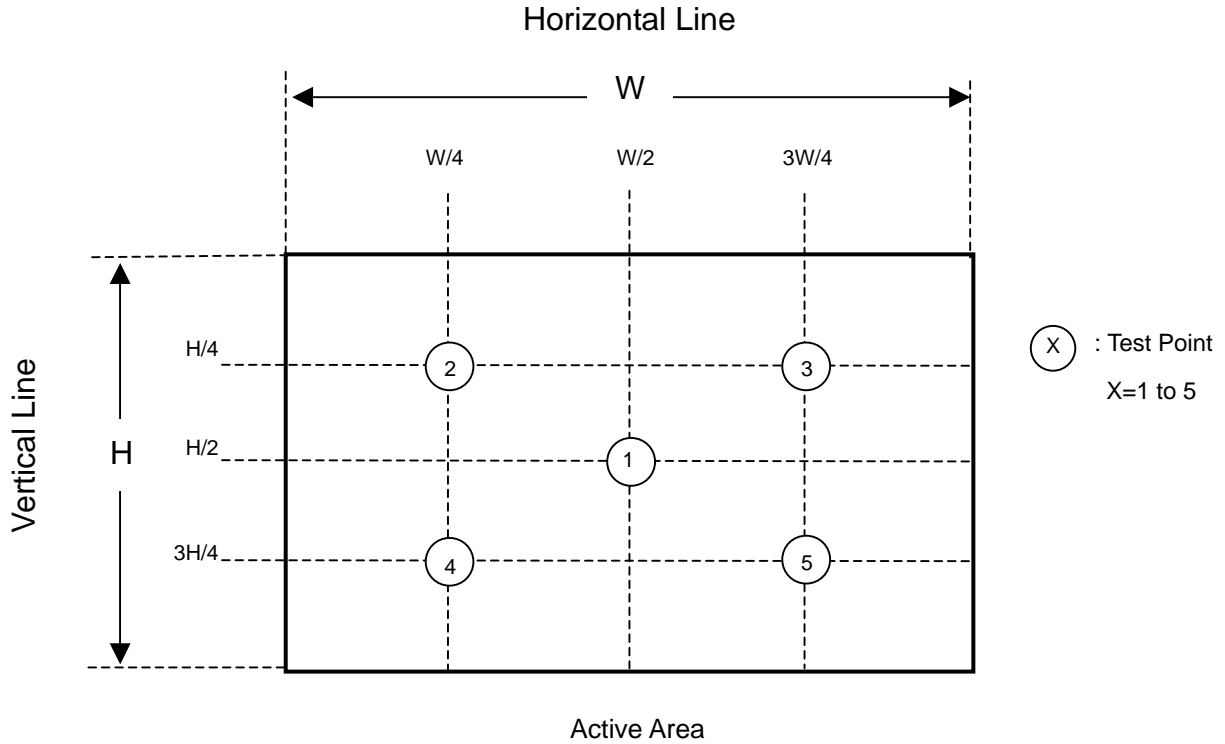 Horizontal Line
W
W/4 W/2 3W/4
Vertical Line
H
H/4
H/2
3H/4
2 3
1
4 5
X : Test Point
X=1 to 5
Active Area